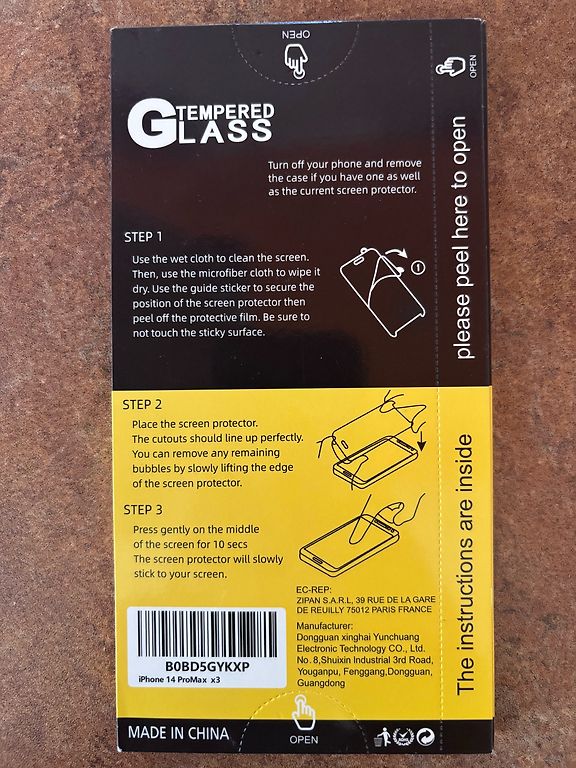 OPEN
OPEN
TEMPERED
GLASS
Turn off your phone and remove
the case if you have one as well
as the current screen protector.
STEP 1
Use the wet cloth to clean the screen.
Then, use the microfiber cloth to wipe it
dry. Use the guide sticker to secure the
position of the screen protector then
peel off the protective film. Be sure to
not touch the sticky surface.
1
please peel here to open
STEP 2
Place the screen protector.
The cutouts should line up perfectly.
You can remove any remaining
bubbles by slowly lifting the edge
of the screen protector.
STEP 3
Press gently on the middle
of the screen for 10 secs
The screen protector will slowly
stick to your screen.
The instructions are inside
EC-REP:
ZIPAN S.A.R.L, 39 RUE DE LA GARE
DE REUILLY 75012 PARIS FRANCE
Manufacturer:
Dongguan xinghai Yunchuang
Electronic Technology CO., Ltd.
No. 8,Shuixin Industrial 3rd Road,
Youganpu, Fenggang,Dongguan,
Guangdong
B0BD5GYKXP
iPhone 14 ProMax x3
MADE IN CHINA
OPEN